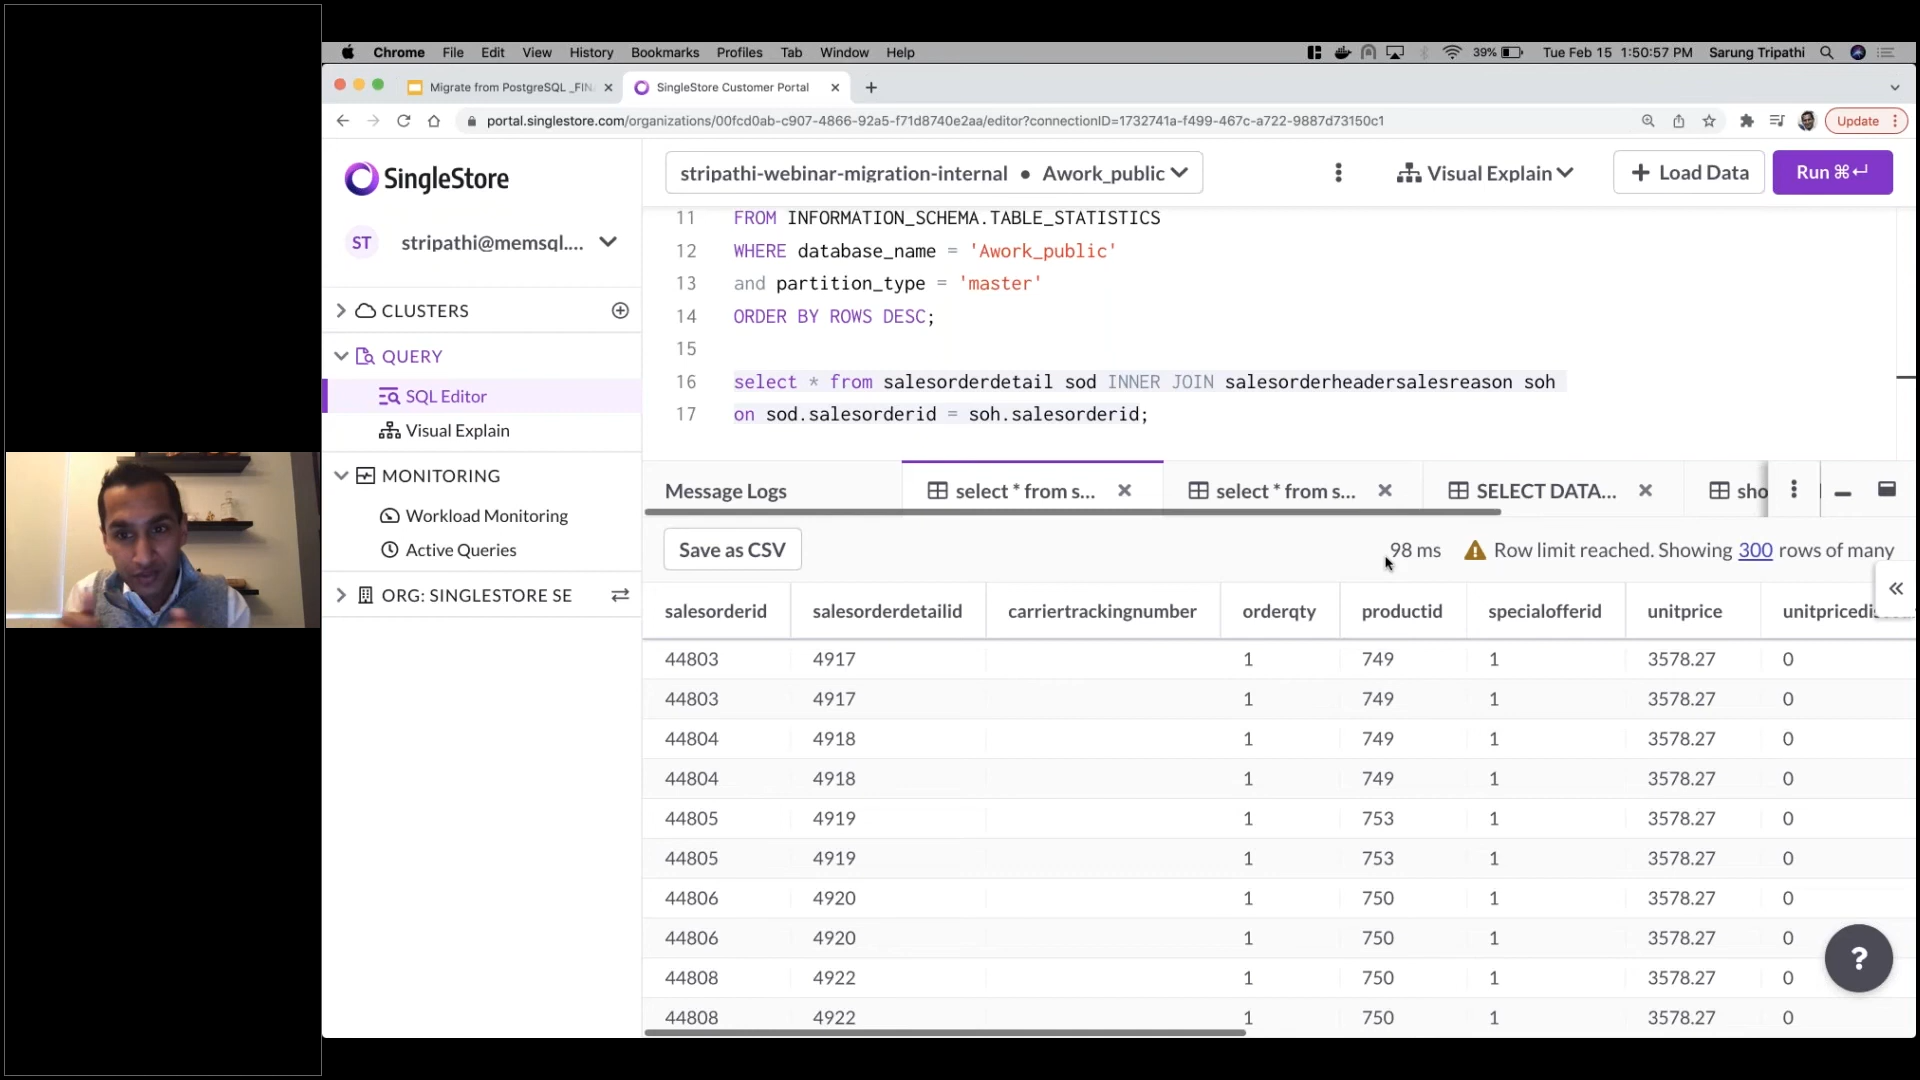 Chrome File Edit View History Bookmarks Profiles Tab Window Help 39% Tue Feb 15 1:50:57 PM Sarung Tripathi
Migrate from PostgreSQL _FIN
SingleStore Customer Portal
portal.singlestore.com/organizations/00fcd0ab-c907-4866-92a5-f71d8740e2aa/editor?connectionID=1732741a-f499-467c-a722-9887d73150c1
Update
SingleStore
ST stripathi@memsql....
CLUSTERS
QUERY
SQL Editor
Visual Explain
MONITORING
Workload Monitoring
Active Queries
ORG: SINGLESTORE SE
stripathi-webinar-migration-internal • Awork_public
Visual Explain
+ Load Data
Run ⌘↵
11 FROM INFORMATION_SCHEMA.TABLE_STATISTICS
12 WHERE database_name = 'Awork_public'
13 and partition_type = 'master'
14 ORDER BY ROWS DESC;
15
16 select * from salesorderdetail sod INNER JOIN salesorderheadersalesreason soh
17 on sod.salesorderid = soh.salesorderid;
Message Logs
select * from s...
select * from s...
SELECT DATA...
sho
Save as CSV
98 ms
Row limit reached. Showing 300 rows of many
salesorderid salesorderdetailid carriertrackingnumber orderqty productid specialofferid unitprice
44803 4917 1 749 1 3578.27 0
44803 4917 1 749 1 3578.27 0
44804 4918 1 749 1 3578.27 0
44804 4918 1 749 1 3578.27 0
44805 4919 1 753 1 3578.27 0
44805 4919 1 753 1 3578.27 0
44806 4920 1 750 1 3578.27 0
44806 4920 1 750 1 3578.27 0
44808 4922 1 750 1 3578.27 0
44808 4922 1 750 1 3578.27 0
?